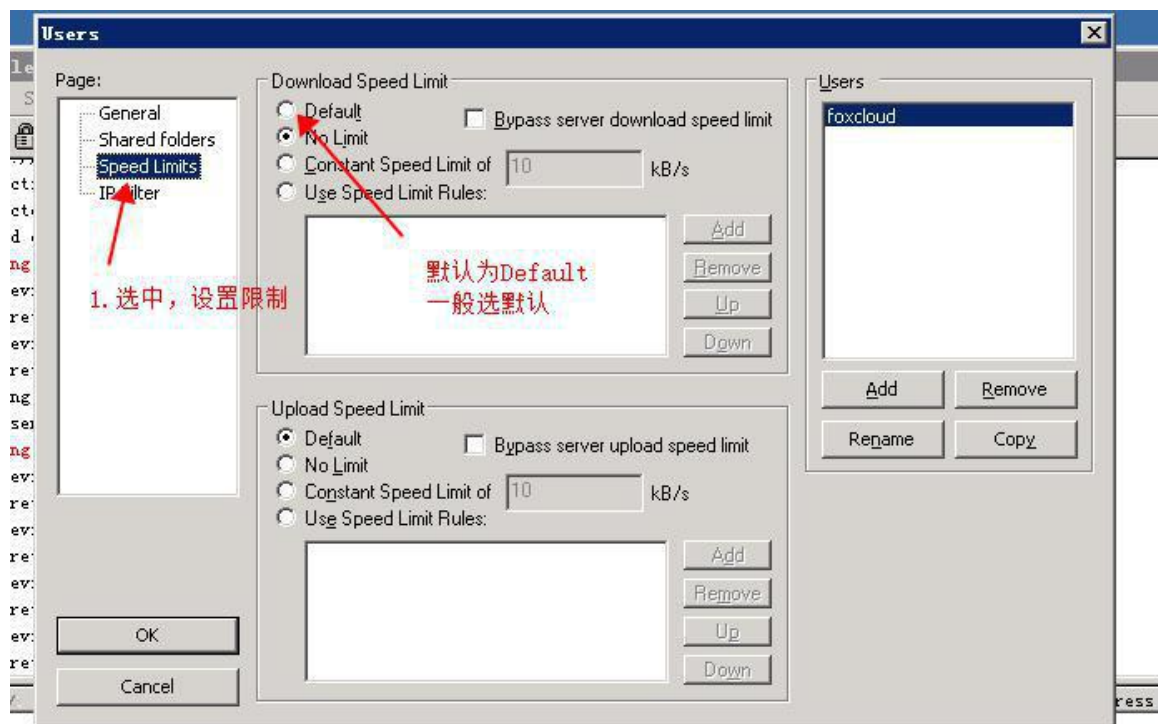 Users
Page:
General
Shared folders
Speed Limits
IP Filter
1. 选中，设置限制
OK
Cancel
Download Speed Limit
Default
Bypass server download speed limit
No Limit
Constant Speed Limit of 10 kB/s
Use Speed Limit Rules:
默认为Default
一般选默认
Add
Remove
Up
Down
Upload Speed Limit
Default
Bypass server upload speed limit
No Limit
Constant Speed Limit of 10 kB/s
Use Speed Limit Rules:
Add
Remove
Up
Down
Users
foxcloud
Add
Remove
Rename
Copy